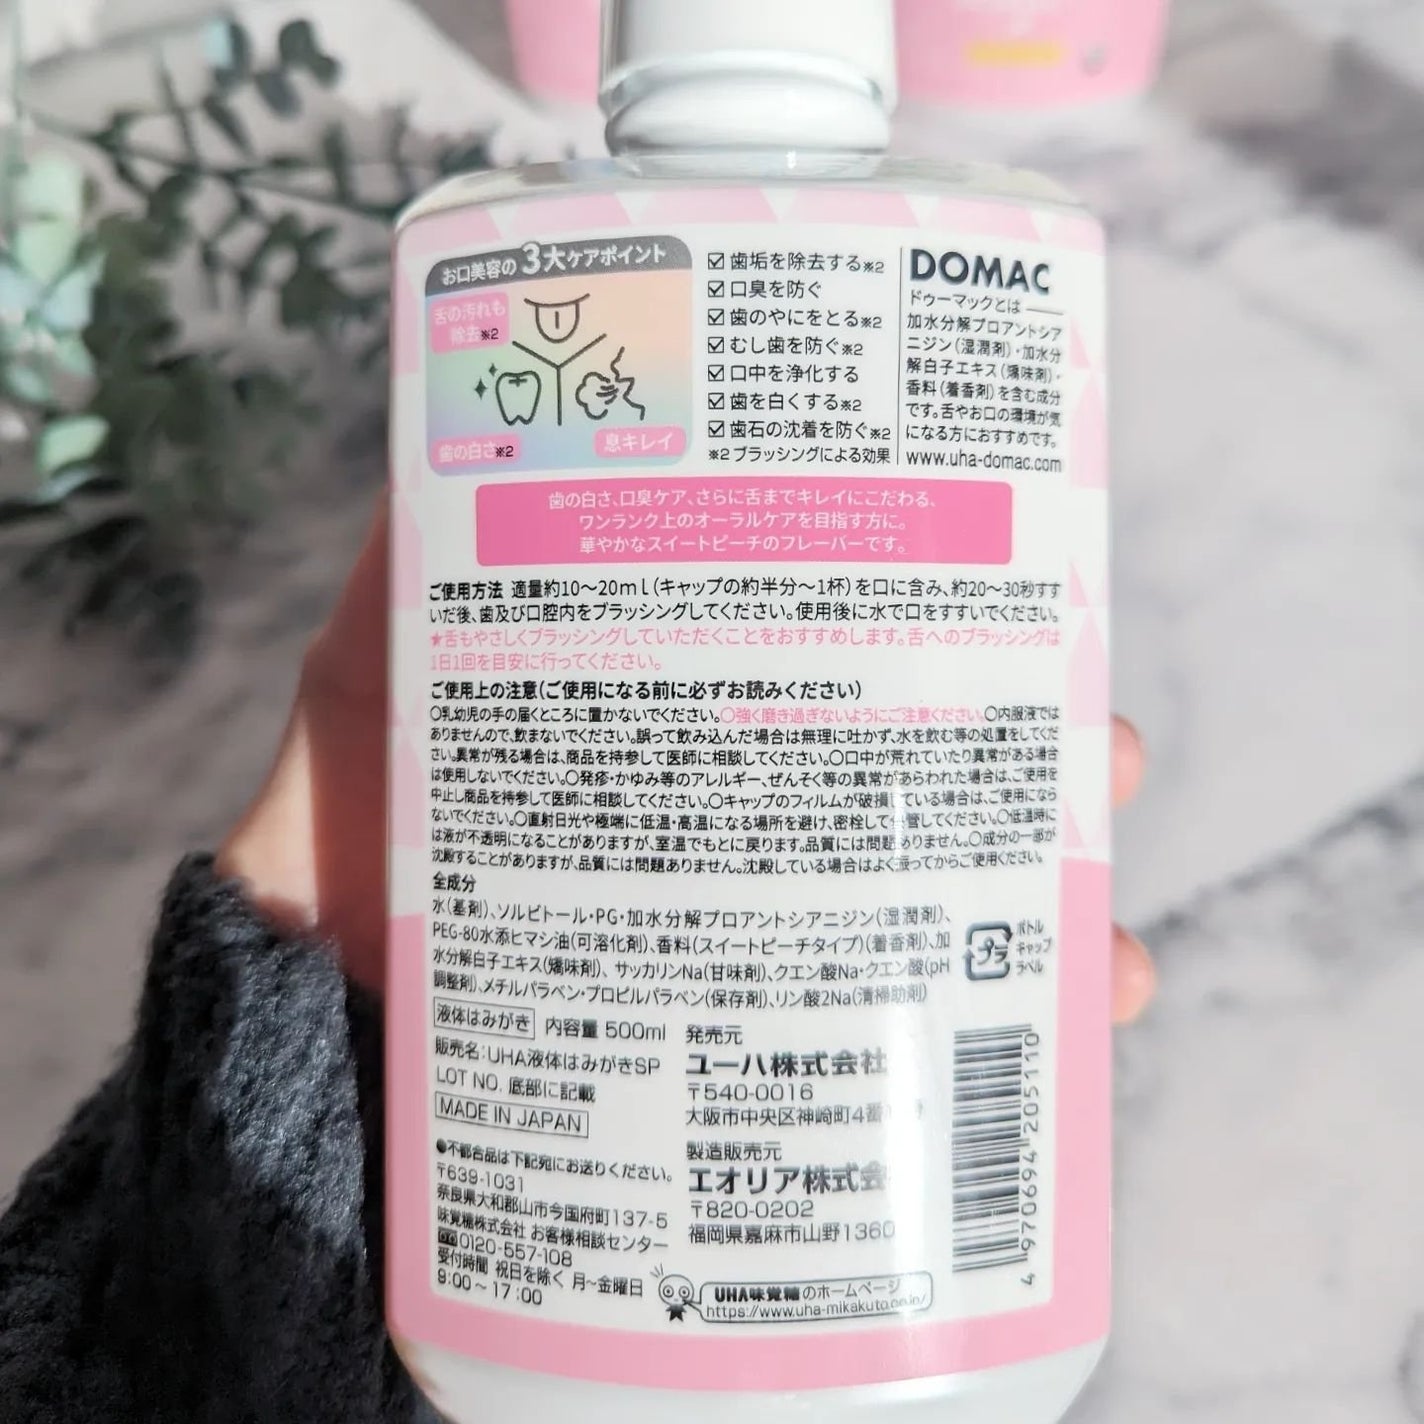 お口美容の3大ケアポイント
舌の汚れも
除去※2
歯の白さ※2
息キレイ
☑歯垢を除去する※2
☑口臭を防ぐ
☑歯のやにをとる※2
☑むし歯を防ぐ※2
☑口中を浄化する
☑歯を白くする※2
☑歯石の沈着を防ぐ※2
※2 ブラッシングによる効果
DOMAC
ドゥーマックとは
加水分解プロアントシア
ニジン(湿潤剤)・加水分
解白子エキス(矯味剤)・
香料(着香剤)を含む成分
です。舌やお口の環境が気
になる方におすすめです。
www.uha-domac.com
歯の白さ、口臭ケア、さらに舌までキレイにこだわる、
ワンランク上のオーラルケアを目指す方に。
華やかなスイートピーチのフレーバーです。
ご使用方法 適量約10〜20mL(キャップの約半分〜1杯)を口に含み、約20〜30秒すす
いだ後、歯及び口腔内をブラッシングしてください。使用後に水で口をすすいでください。
★舌もやさしくブラッシングしていただくことをおすすめします。舌へのブラッシングは
1日1回を目安に行ってください。
ご使用上の注意(ご使用になる前に必ずお読みください)
○乳幼児の手の届くところに置かないでください。○強く磨き過ぎないようにご注意ください。○内服液では
ありませんので、飲まないでください。誤って飲み込んだ場合は無理に吐かず、水を飲む等の処置をしてくだ
さい。異常が残る場合は、商品を持参して医師に相談してください。○口中が荒れていたり異常がある場合
は使用しないでください。○発疹・かゆみ等のアレルギー、ぜんそく等の異常があらわれた場合は、ご使用を
中止し商品を持参して医師に相談してください。○キャップのフィルムが破損している場合は、ご使用になら
ないでください。○直射日光や極端に低温・高温になる場所を避け、密栓して保管してください。○低温時に
は液が不透明になることがありますが、室温でもとに戻ります。品質には問題ありません。○成分の一部が
沈殿することがありますが、品質には問題ありません。沈殿している場合はよく振ってからご使用ください。
全成分
水(基剤)、ソルビトール・PG・加水分解プロアントシアニジン(湿潤剤)、
PEG-80水添ヒマシ油(可溶化剤)、香料(スイートピーチタイプ)(着香剤)、加
水分解白子エキス(矯味剤)、サッカリンNa(甘味剤)、クエン酸Na・クエン酸(pH
調整剤)、メチルパラベン・プロピルパラベン(保存剤)、リン酸2Na(清掃助剤)
プラ
ボトル
キャップ
ラベル
液体はみがき 内容量 500ml
販売名:UHA液体はみがきSP
LOT NO. 底部に記載
MADE IN JAPAN
●不都合品は下記宛にお送りください。
〒639-1031
奈良県大和郡山市今国府町137-5
味覚糖株式会社 お客様相談センター
0120-557-108
受付時間 祝日を除く 月〜金曜日
9:00〜17:00
発売元
ユーハ株式会社
〒540-0016
大阪市中央区神崎町4番
製造販売元
エオリア株式会
〒820-0202
福岡県嘉麻市山野1360
UHA味覚糖のホームページ
https://www.uha-mikakuto.co.jp/
4970694205110